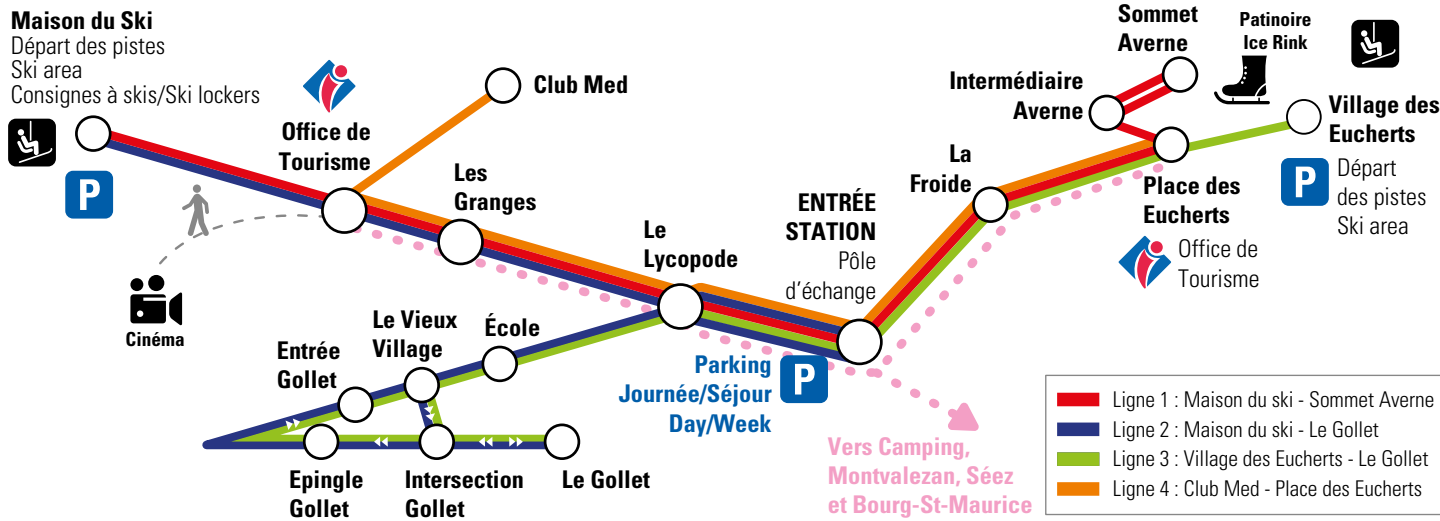 Maison du Ski
Départ des pistes
Ski area
Consignes à skis/Ski lockers
P
Cinéma
Office de
Tourisme
Club Med
Les
Granges
Le
Lycopode
ENTRÉE
STATION
Pôle
d'échange
La
Froide
Sommet
Averne
Intermédiaire
Averne
Patinoire
Ice Rink
Village des
Eucherts
P
Départ
des pistes
Ski area
Place des
Eucherts
Office de
Tourisme
Entrée
Gollet
Le Vieux
Village
École
Epingle
Gollet
Intersection
Gollet
Le Gollet
Parking
Journée/Séjour
Day/Week
P
Vers Camping,
Montvalezan, Séez
et Bourg-St-Maurice
Ligne 1 : Maison du ski - Sommet Averne
Ligne 2 : Maison du ski - Le Gollet
Ligne 3 : Village des Eucherts - Le Gollet
Ligne 4 : Club Med - Place des Eucherts